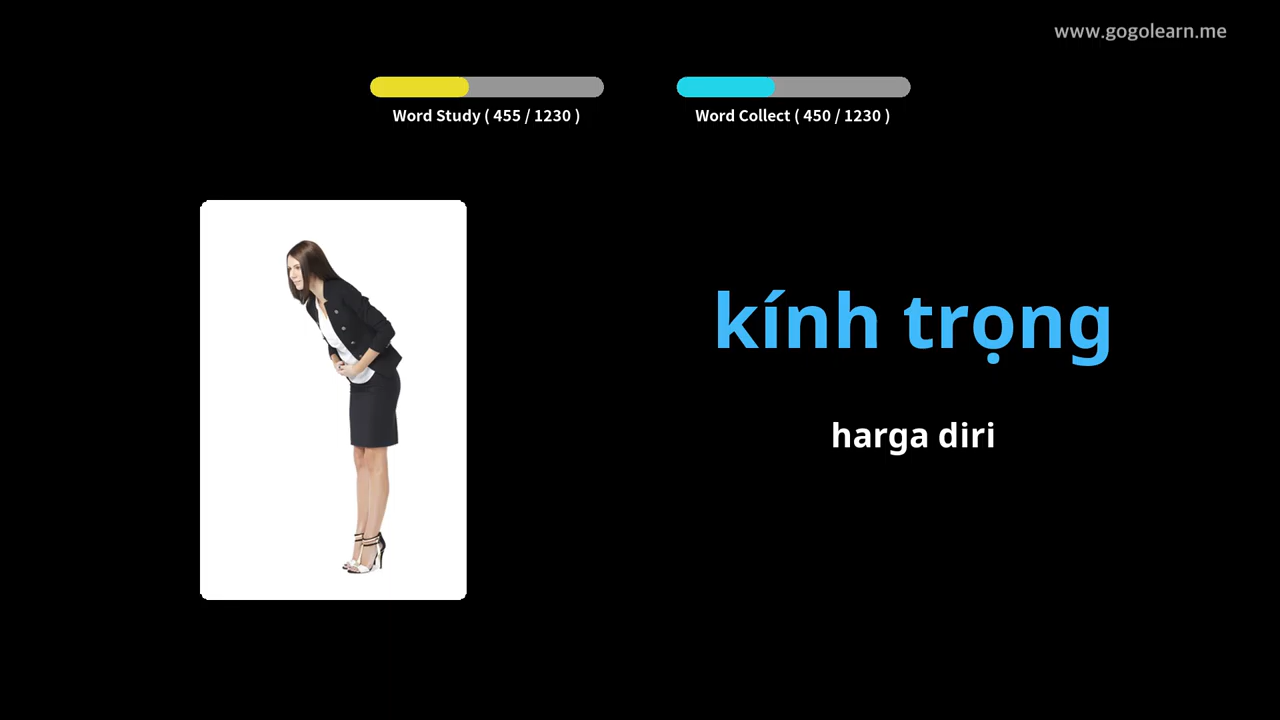 www.gogolearn.me
Word Study ( 455 / 1230 )
Word Collect ( 450 / 1230 )
kính trọng
harga diri